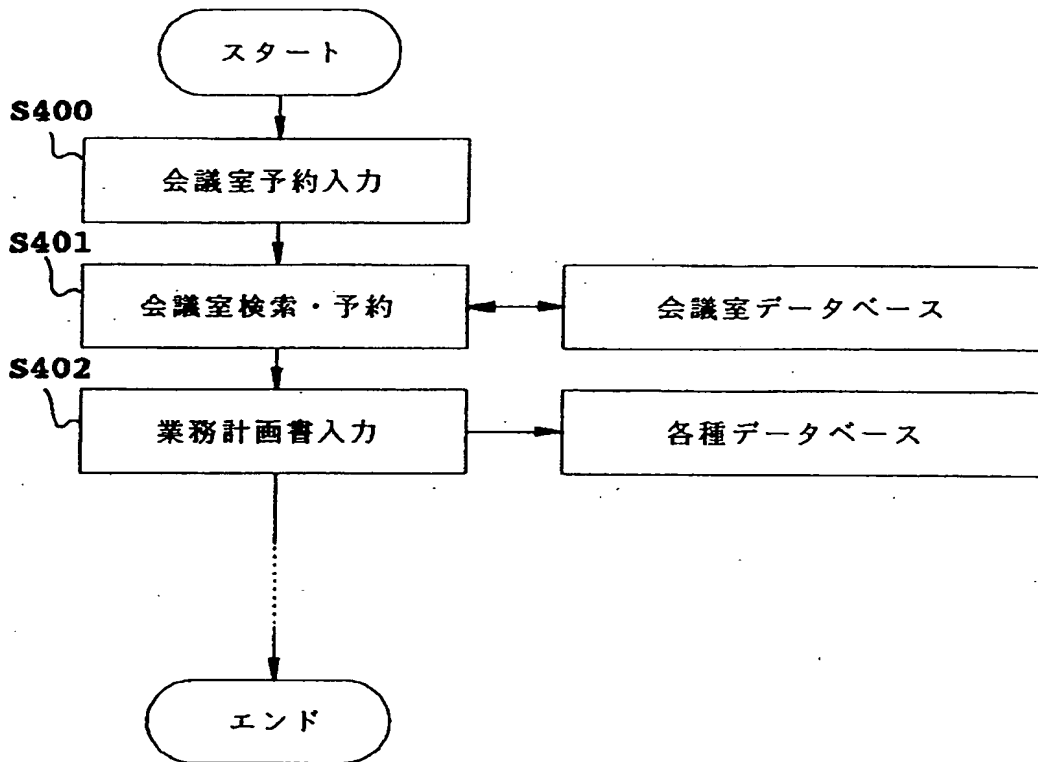 スタート
S400
会議室予約入力
S401
会議室検索・予約
会議室データベース
S402
業務計画書入力
各種データベース
エンド